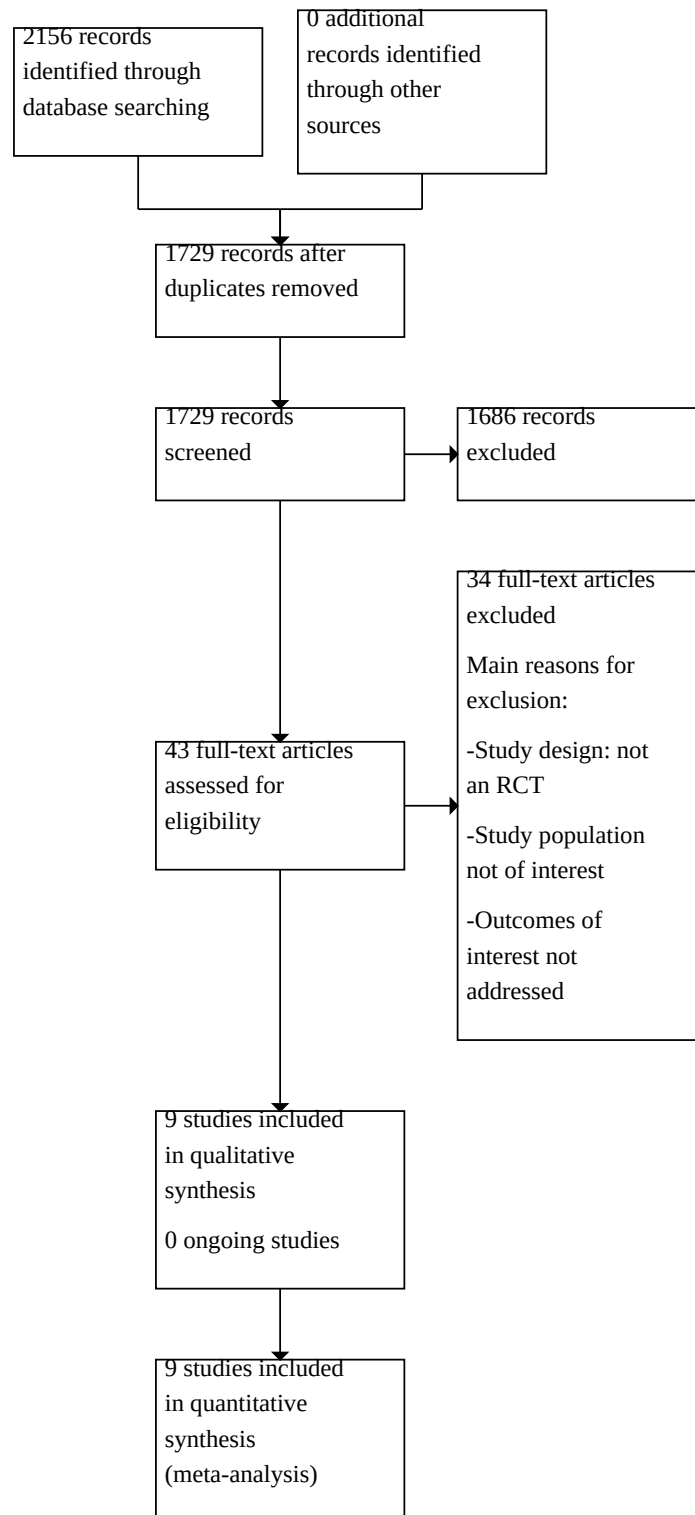 2156 records
identified through
database searching
0 additional
records identified
through other
sources
1729 records after
duplicates removed
1729 records
screened
1686 records
excluded
34 full-text articles
excluded
Main reasons for
exclusion:
-Study design: not
an RCT
-Study population
not of interest
-Outcomes of
interest not
addressed
43 full-text articles
assessed for
eligibility
9 studies included
in qualitative
synthesis
0 ongoing studies
9 studies included
in quantitative
synthesis
(meta-analysis)